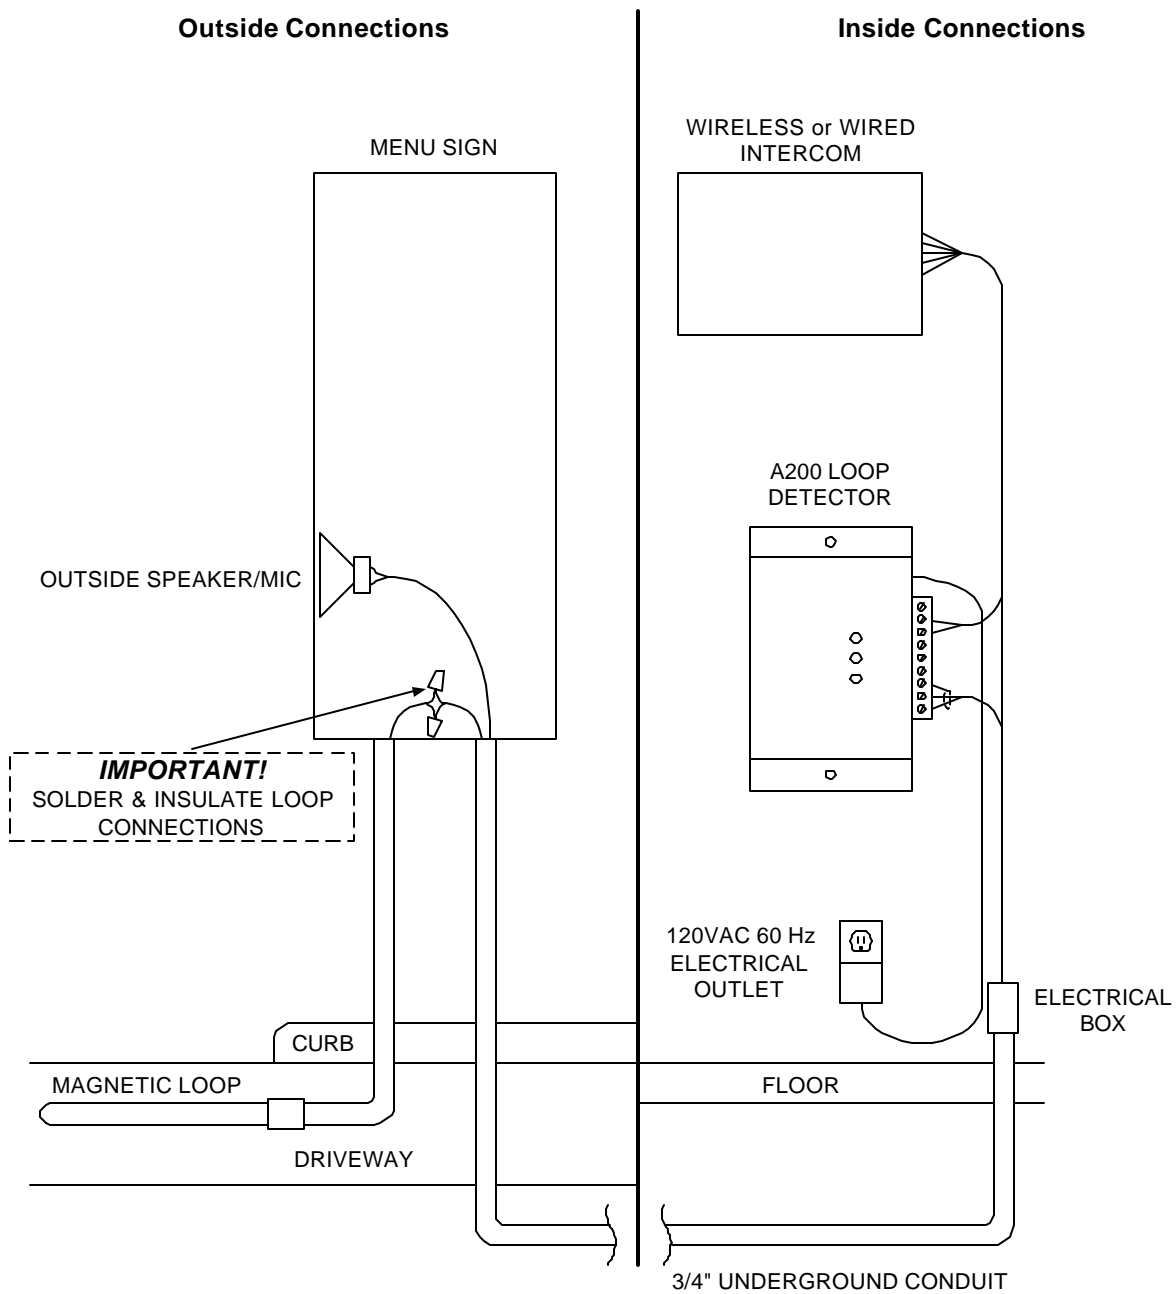 Outside Connections
Inside Connections
MENU SIGN
WIRELESS or WIRED
INTERCOM
A200 LOOP
DETECTOR
OUTSIDE SPEAKER/MIC
IMPORTANT!
SOLDER & INSULATE LOOP
CONNECTIONS
120VAC 60 Hz
ELECTRICAL
OUTLET
ELECTRICAL
BOX
CURB
MAGNETIC LOOP
FLOOR
DRIVEWAY
3/4" UNDERGROUND CONDUIT